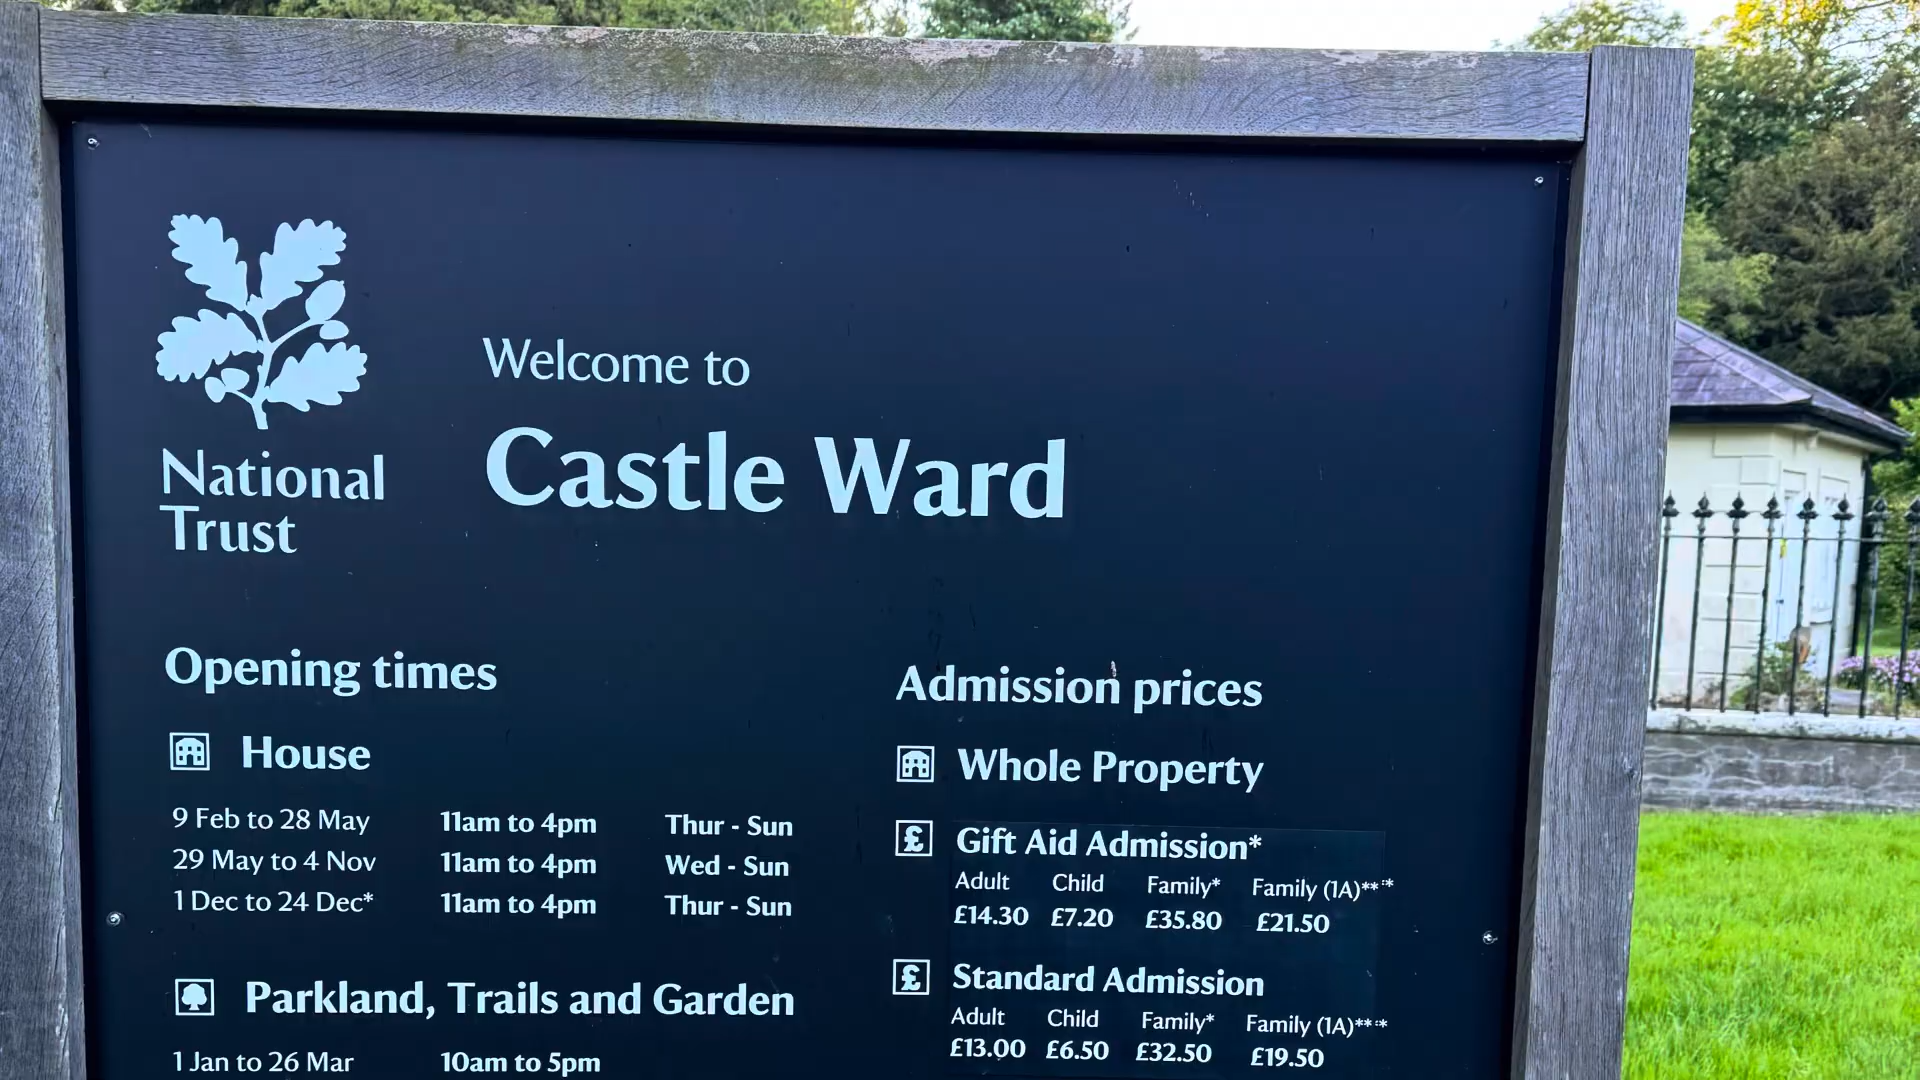 National
Trust
Welcome to
Castle Ward
Opening times
House
9 Feb to 28 May 11am to 4pm Thur - Sun
29 May to 4 Nov 11am to 4pm Wed - Sun
1 Dec to 24 Dec* 11am to 4pm Thur - Sun
Parkland, Trails and Garden
1 Jan to 26 Mar 10am to 5pm
Admission prices
Whole Property
£ Gift Aid Admission*
Adult Child Family* Family (1A)***
£14.30 £7.20 £35.80 £21.50
£ Standard Admission
Adult Child Family* Family (1A)***
£13.00 £6.50 £32.50 £19.50